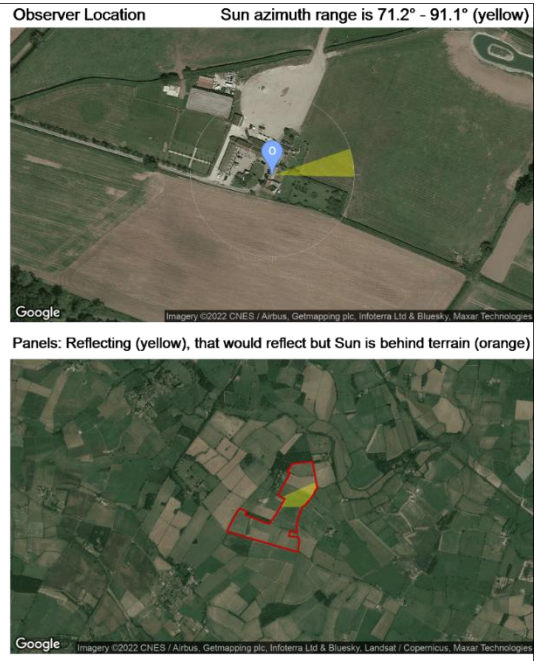 Observer Location Sun azimuth range is 71.2° - 91.1° (yellow)
O
Google Imagery ©2022 CNES / Airbus, Getmapping plc, Infoterra Ltd & Bluesky, Maxar Technologies
Panels: Reflecting (yellow), that would reflect but Sun is behind terrain (orange)
Google Imagery ©2022 CNES / Airbus, Getmapping plc, Infoterra Ltd & Bluesky, Landsat / Copernicus, Maxar Technologies